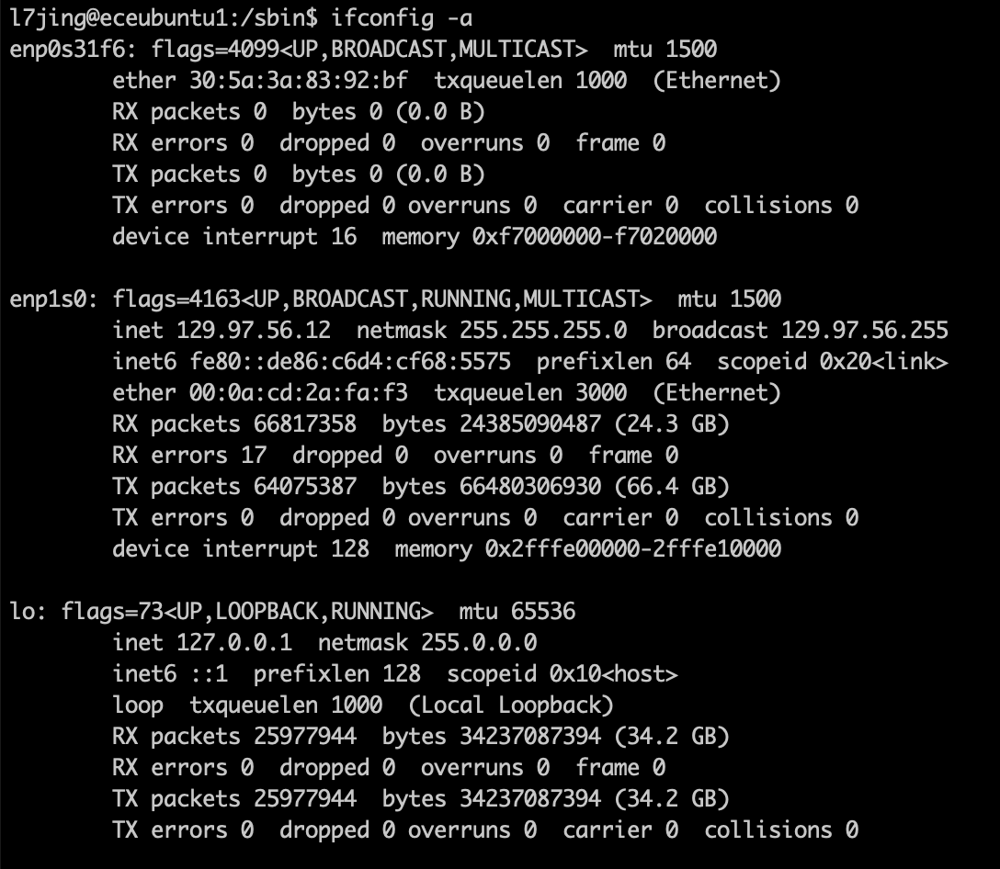 l7jing@eceubuntu1:/sbin$ ifconfig -a
enp0s31f6: flags=4099<UP,BROADCAST,MULTICAST>  mtu 1500
        ether 30:5a:3a:83:92:bf  txqueuelen 1000  (Ethernet)
        RX packets 0  bytes 0 (0.0 B)
        RX errors 0  dropped 0  overruns 0  frame 0
        TX packets 0  bytes 0 (0.0 B)
        TX errors 0  dropped 0 overruns 0  carrier 0  collisions 0
        device interrupt 16  memory 0xf7000000-f7020000

enp1s0: flags=4163<UP,BROADCAST,RUNNING,MULTICAST>  mtu 1500
        inet 129.97.56.12  netmask 255.255.255.0  broadcast 129.97.56.255
        inet6 fe80::de86:c6d4:cf68:5575  prefixlen 64  scopeid 0x20<link>
        ether 00:0a:cd:2a:fa:f3  txqueuelen 3000  (Ethernet)
        RX packets 66817358  bytes 24385090487 (24.3 GB)
        RX errors 17  dropped 0  overruns 0  frame 0
        TX packets 64075387  bytes 66480306930 (66.4 GB)
        TX errors 0  dropped 0 overruns 0  carrier 0  collisions 0
        device interrupt 128  memory 0x2fffe00000-2fffe10000

lo: flags=73<UP,LOOPBACK,RUNNING>  mtu 65536
        inet 127.0.0.1  netmask 255.0.0.0
        inet6 ::1  prefixlen 128  scopeid 0x10<host>
        loop  txqueuelen 1000  (Local Loopback)
        RX packets 25977944  bytes 34237087394 (34.2 GB)
        RX errors 0  dropped 0  overruns 0  frame 0
        TX packets 25977944  bytes 34237087394 (34.2 GB)
        TX errors 0  dropped 0 overruns 0  carrier 0  collisions 0